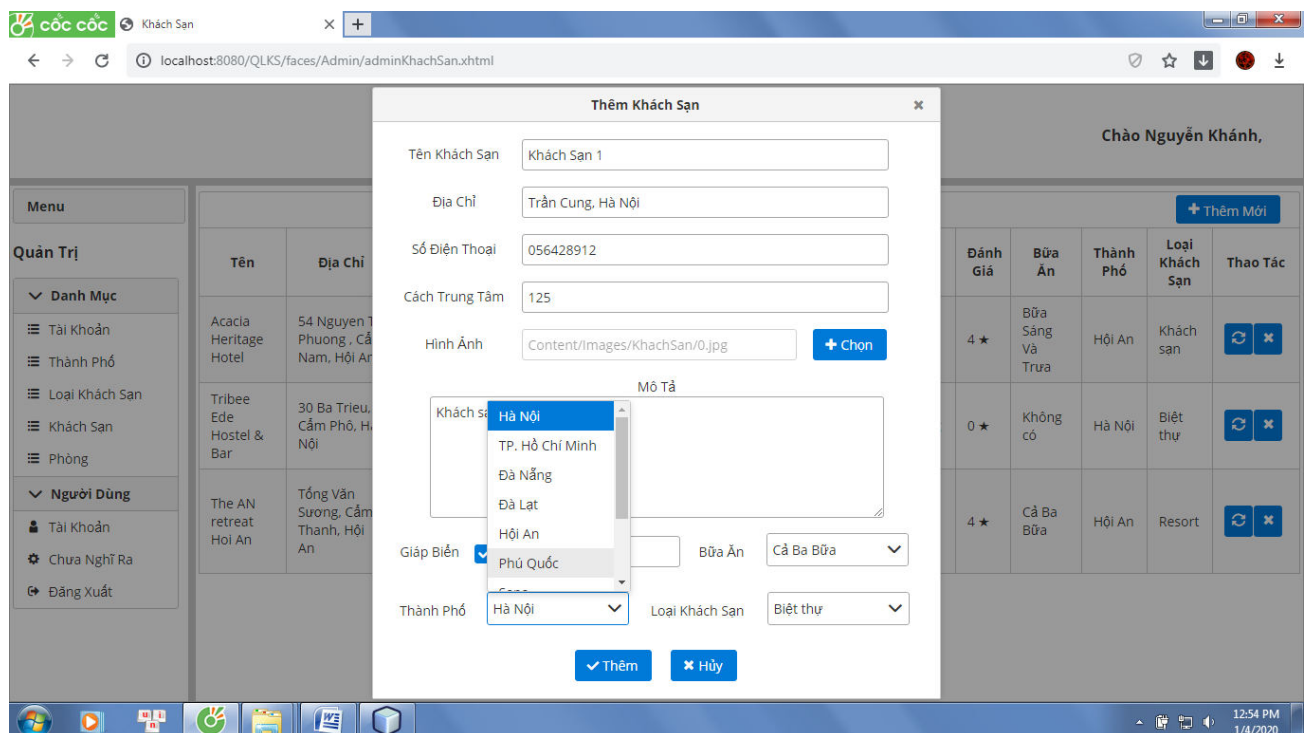 cốc cốc
Khách Sạn
localhost:8080/QLKS/faces/Admin/adminKhachSan.xhtml
Chào Nguyễn Khánh,
Menu
Quản Trị
Danh Mục
Tài Khoản
Thành Phố
Loại Khách Sạn
Khách Sạn
Phòng
Người Dùng
Tài Khoản
Chưa Nghĩ Ra
Đăng Xuất
Thêm Mới
Tên
Địa Chỉ
Đánh
Giá
Bữa
Ăn
Thành
Phố
Loại
Khách
Sạn
Thao Tác
Acacia
Heritage
Hotel
54 Nguyen
Phuong , Cẩ
Nam, Hội An
4 ★
Bữa
Sáng
Và
Trưa
Hội An
Khách
sạn
Tribee
Ede
Hostel &
Bar
30 Ba Trieu,
Cẩm Phô, H
Nội
0 ★
Không
có
Hà Nội
Biệt
thự
The AN
retreat
Hoi An
Tống Văn
Sương, Cẩm
Thanh, Hội
An
4 ★
Cả Ba
Bữa
Hội An
Resort
Thêm Khách Sạn
Tên Khách Sạn
Khách Sạn 1
Địa Chỉ
Trần Cung, Hà Nội
Số Điện Thoại
056428912
Cách Trung Tâm
125
Hình Ảnh
Content/Images/KhachSan/0.jpg
Chọn
Mô Tả
Khách
Hà Nội
TP. Hồ Chí Minh
Đà Nẵng
Đà Lạt
Hội An
Phú Quốc
Giáp Biển
Bữa Ăn
Cả Ba Bữa
Thành Phố
Hà Nội
Loại Khách Sạn
Biệt thự
Thêm
Hủy
12:54 PM
1/4/2020